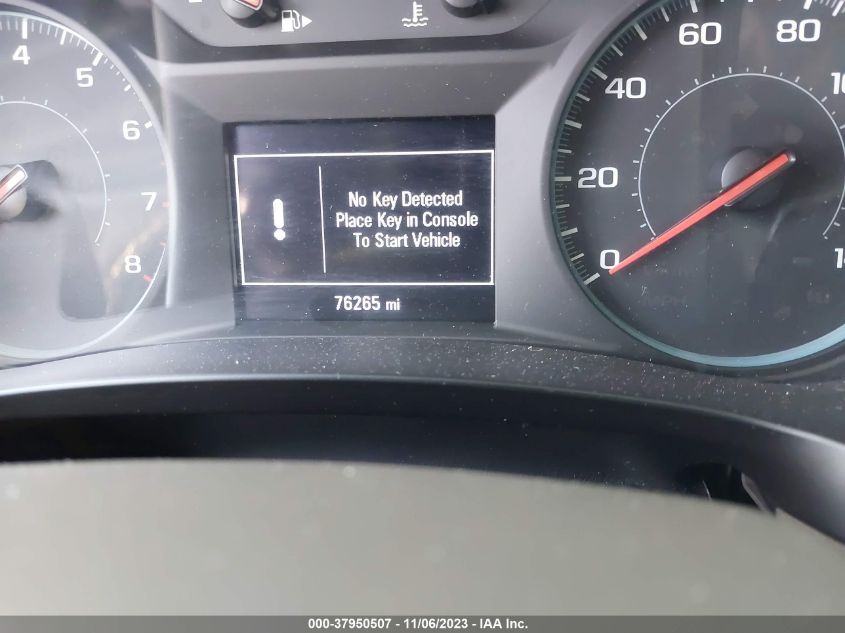 4
5
6
7
8
No Key Detected
Place Key in Console
To Start Vehicle
76265 mi
0
20
40
60
80
MPH
000-37950507 - 11/06/2023 - IAA Inc.